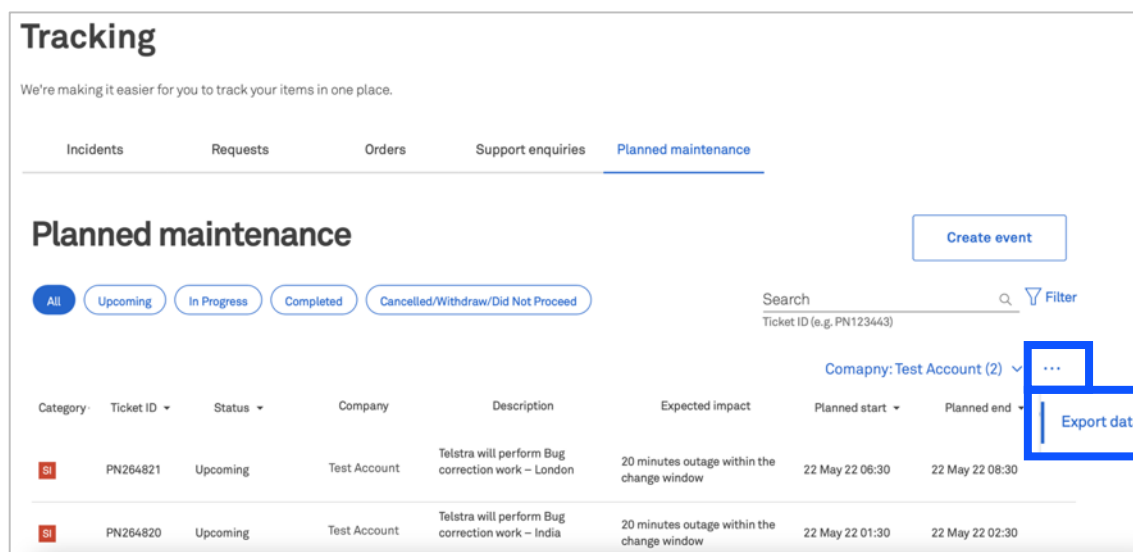 Tracking
We're making it easier for you to track your items in one place.
Incidents Requests Orders Support enquiries Planned maintenance
Planned maintenance
Create event
All Upcoming In Progress Completed Cancelled/Withdraw/Did Not Proceed
Search
Filter
Ticket ID (e.g. PN123443)
Comapny: Test Account (2) ...
Export dat
Category Ticket ID Status Company Description Expected impact Planned start Planned end
SI PN264821 Upcoming Test Account Telstra will perform Bug
correction work – London 20 minutes outage within the
change window 22 May 22 06:30 22 May 22 08:30
SI PN264820 Upcoming Test Account Telstra will perform Bug
correction work – India 20 minutes outage within the
change window 22 May 22 01:30 22 May 22 02:30